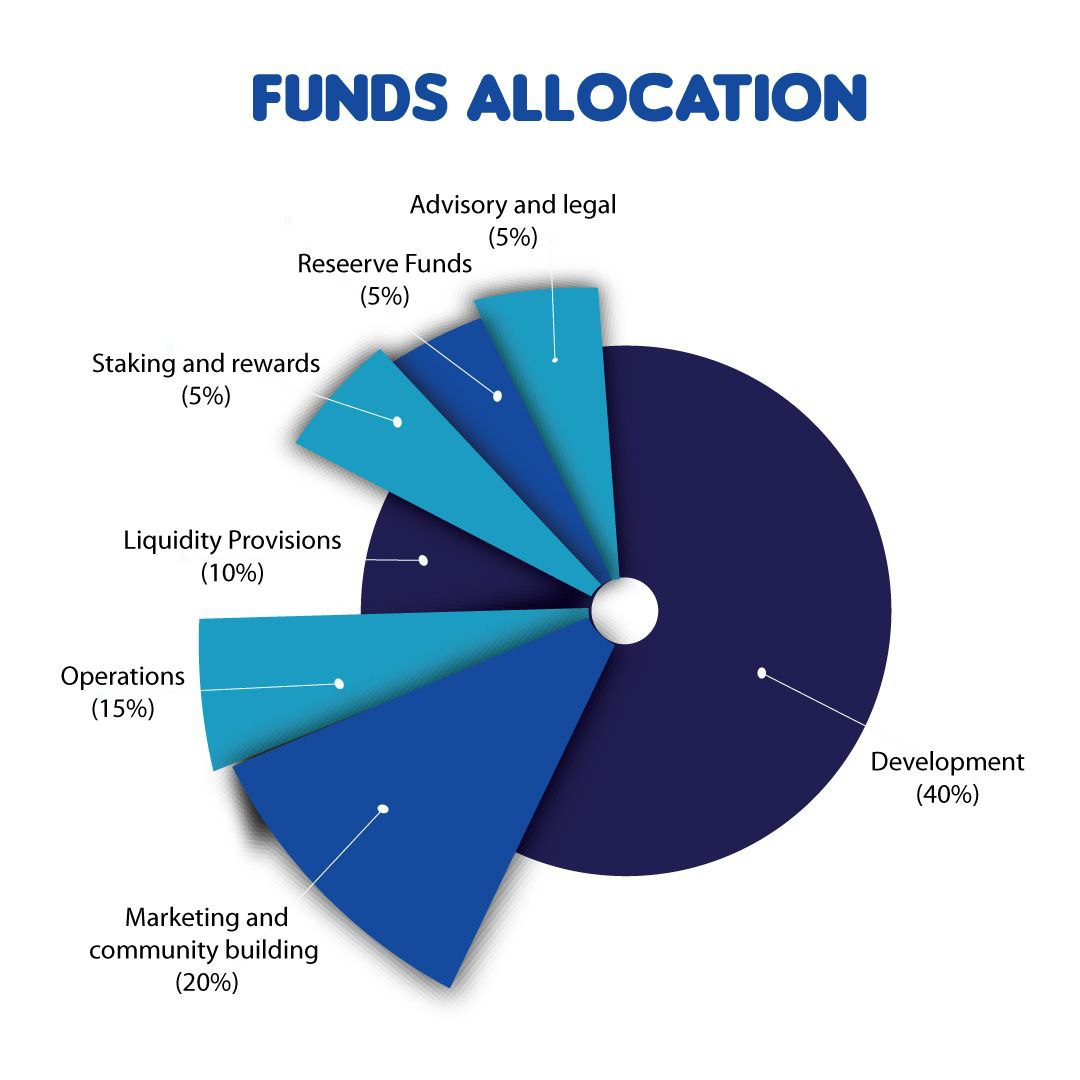 FUNDS ALLOCATION
Advisory and legal
(5%)
Reseerve Funds
(5%)
Staking and rewards
(5%)
Liquidity Provisions
(10%)
Operations
(15%)
Development
(40%)
Marketing and
community building
(20%)